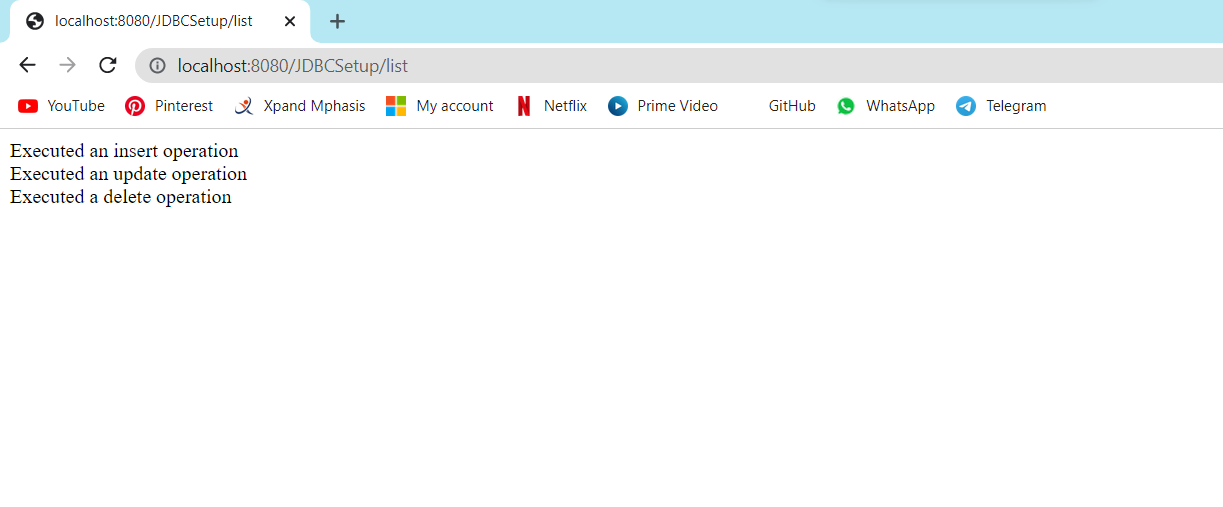 localhost:8080/JDBCSetup/list
localhost:8080/JDBCSetup/list
YouTube Pinterest Xpand Mphasis My account Netflix Prime Video GitHub WhatsApp Telegram
Executed an insert operation
Executed an update operation
Executed a delete operation